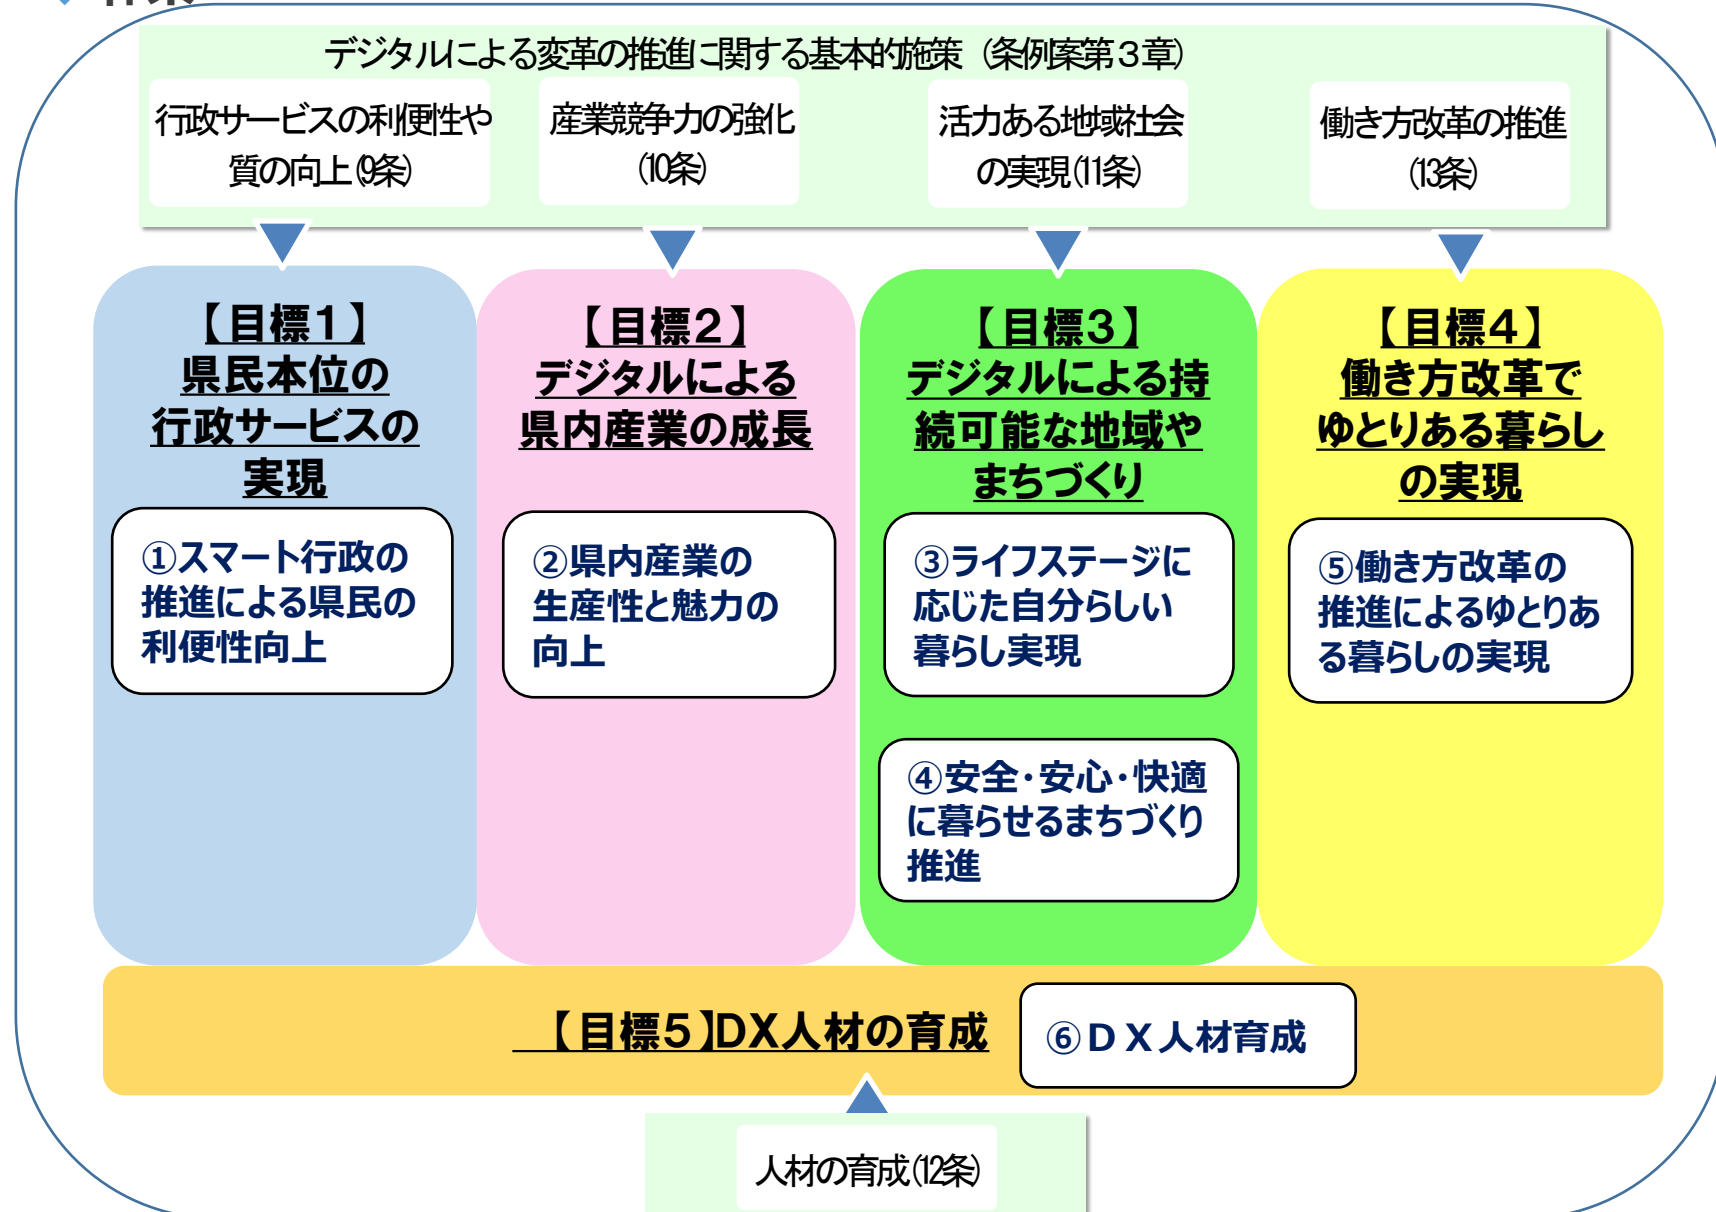 デジタルによる変革の推進に関する基本的施策（条例案第３章）
行政サービスの利便性や
質の向上(9条)
産業競争力の強化
(10条)
活力ある地域社会
の実現(11条)
働き方改革の推進
(13条)
【目標１】
県民本位の
行政サービスの
実現
①スマート行政の
推進による県民の
利便性向上
【目標２】
デジタルによる
県内産業の成長
②県内産業の
生産性と魅力の
向上
【目標３】
デジタルによる持
続可能な地域や
まちづくり
③ライフステージに
応じた自分らしい
暮らし実現
④安全・安心・快適
に暮らせるまちづくり
推進
【目標４】
働き方改革で
ゆとりある暮らし
の実現
⑤働き方改革の
推進によるゆとりあ
る暮らしの実現
【目標５】DX人材の育成
⑥ＤＸ人材育成
人材の育成(12条)